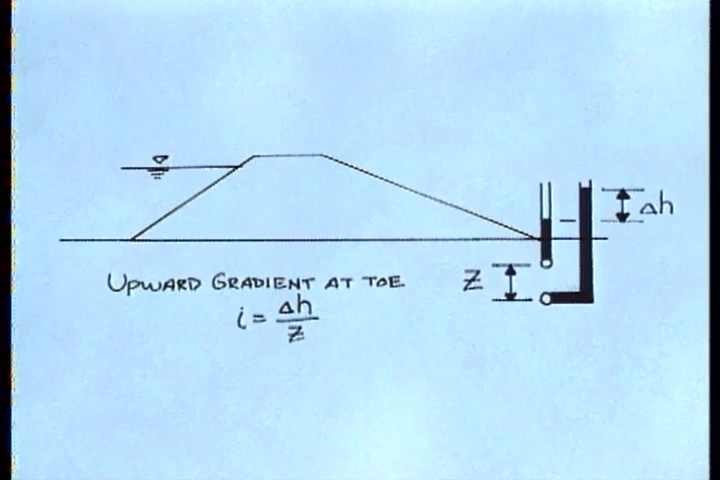 Δh
Z
UPWARD GRADIENT AT TOE
i = Δh
Z